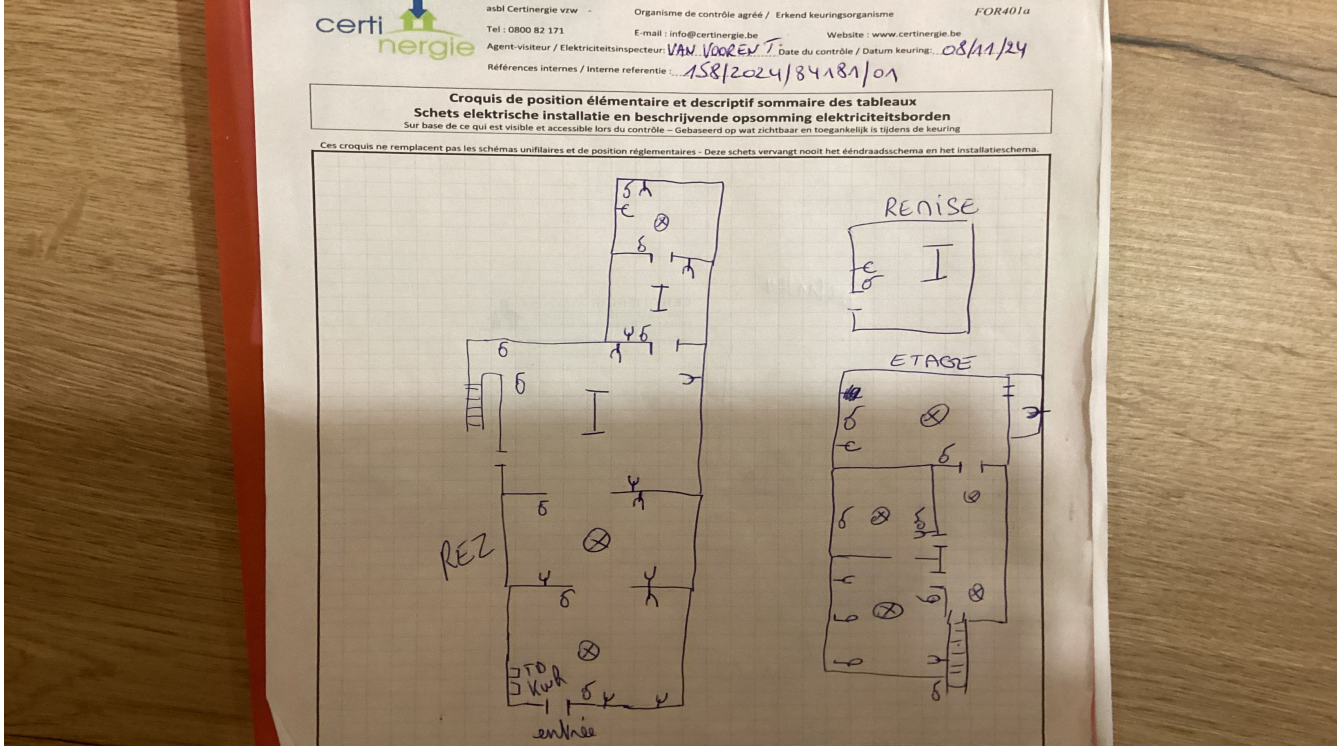 certi
nergie
asbl Certinergie vzw - Organisme de contrôle agréé / Erkend keuringsorganisme FOR401a
Tel : 0800 82 171 E-mail : info@certinergie.be Website : www.certinergie.be
Agent-visiteur / Elektriciteitsinspecteur: VAN VOOREN T. Date du contrôle / Datum keuring: 08/11/24
Références internes / Interne referentie : 158/2024/84181/01
Croquis de position élémentaire et descriptif sommaire des tableaux
Schets elektrische installatie en beschrijvende opsomming elektriciteitsborden
Sur base de ce qui est visible et accessible lors du contrôle – Gebaseerd op wat zichtbaar en toegankelijk is tijdens de keuring
Ces croquis ne remplacent pas les schémas unifilaires et de position réglementaires - Deze schets vervangt nooit het ééndraadsschema en het installatieschema.
REMISE
ETAGE
REZ
TD
KWh
entrée